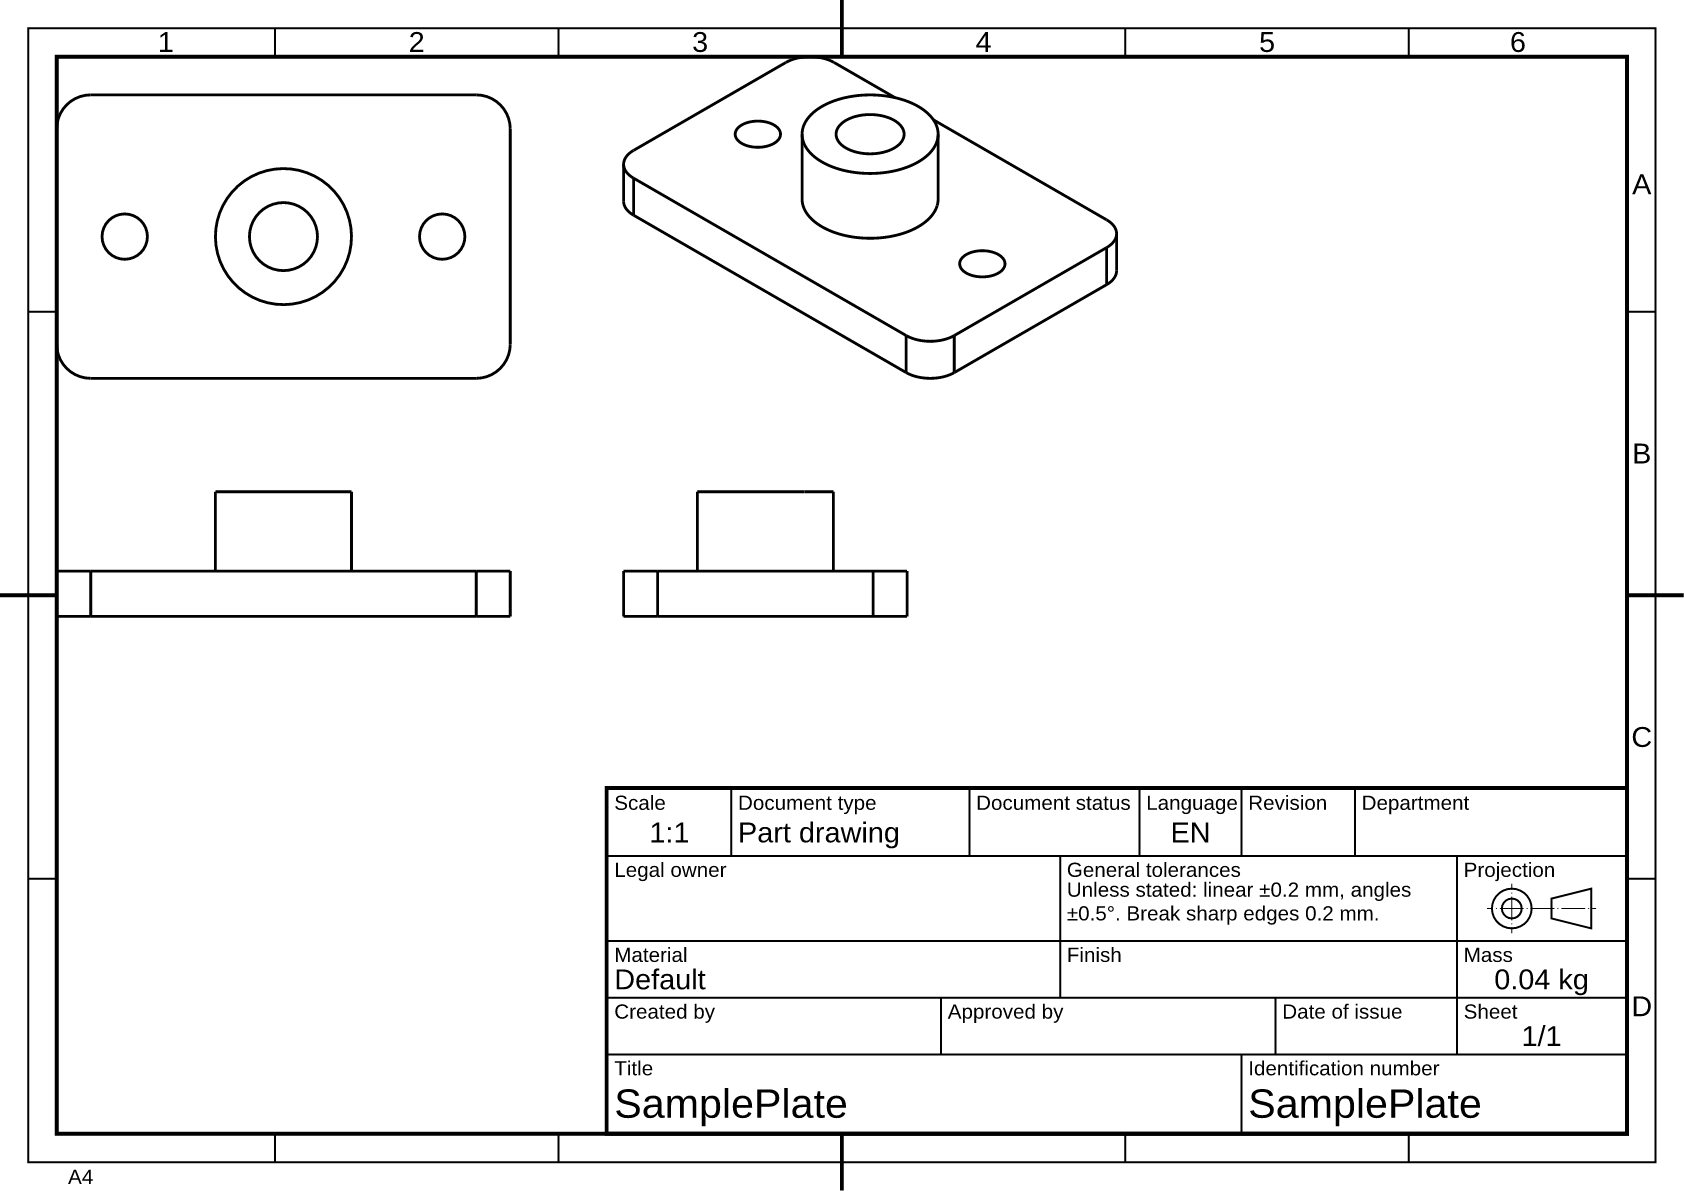 1 2 3 4 5 6
A
B
C
D
Scale Document type Document status Language Revision Department
1:1 Part drawing EN
Legal owner General tolerances Projection
Unless stated: linear ±0.2 mm, angles
±0.5°. Break sharp edges 0.2 mm.
Material Finish Mass
Default 0.04 kg
Created by Approved by Date of issue Sheet
1/1
Title Identification number
SamplePlate SamplePlate
A4